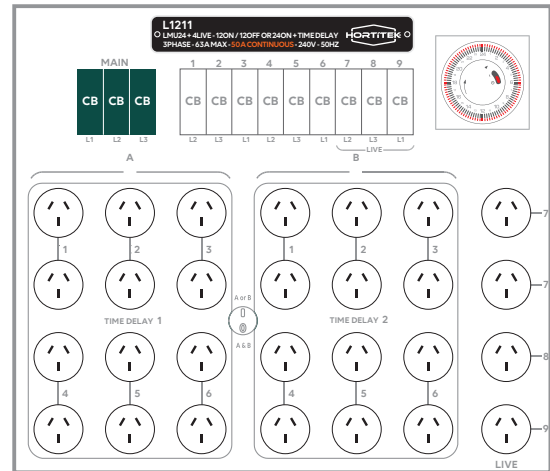 L1211
LMU24 + 4LIVE - 12ON / 12OFF OR 24ON + TIME DELAY
3PHASE - 63A MAX - 50A CONTINUOUS - 240V - 50HZ
HORTITEK
MAIN
1 2 3 4 5 6 7 8 9
CB CB CB
CB CB CB CB CB CB CB CB CB
L1 L2 L3
L2 L3 L1 L2 L3 L1 L2 L3 L1
LIVE
A
B
7
1 2 3
1 2 3
7
A or B
TIME DELAY 1
TIME DELAY 2
A & B
8
4 5 6
4 5 6
9
LIVE